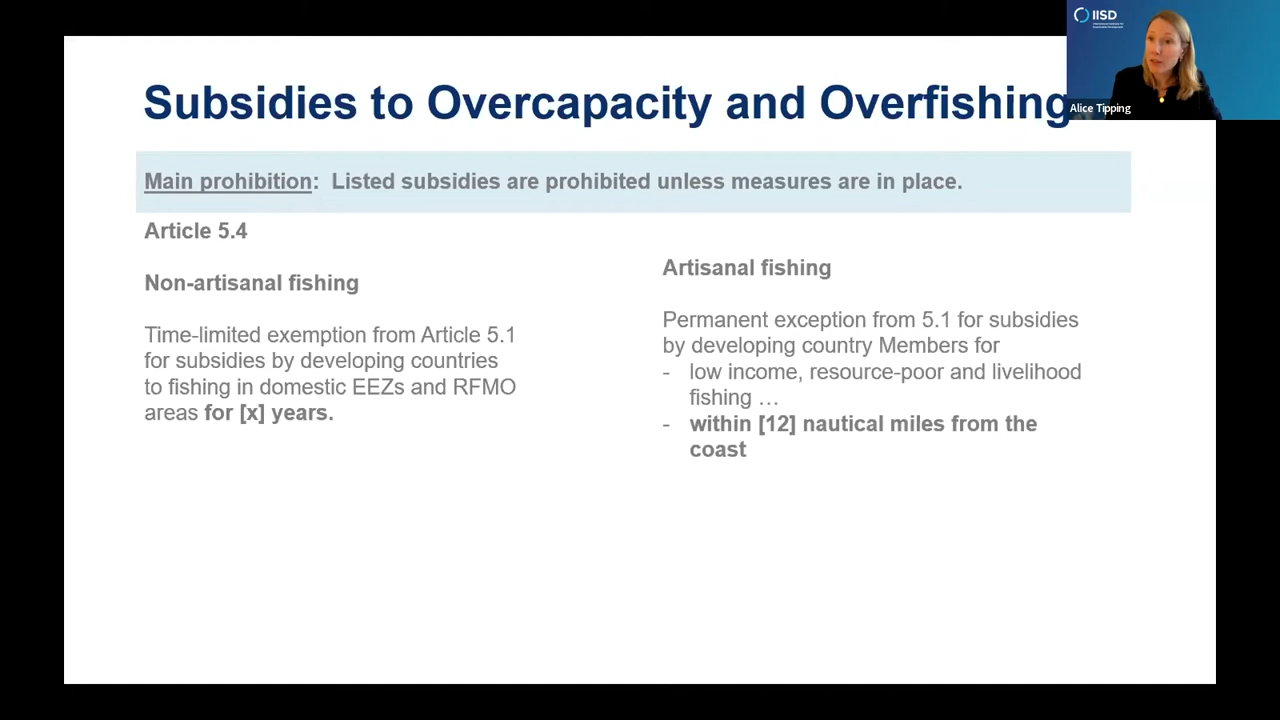 IISD
Subsidies to Overcapacity and Overfishing
Alice Tipping
Main prohibition: Listed subsidies are prohibited unless measures are in place.
Article 5.4
Non-artisanal fishing
Time-limited exemption from Article 5.1
for subsidies by developing countries
to fishing in domestic EEZs and RFMO
areas for [x] years.
Artisanal fishing
Permanent exception from 5.1 for subsidies
by developing country Members for
- low income, resource-poor and livelihood
fishing …
- within [12] nautical miles from the
coast